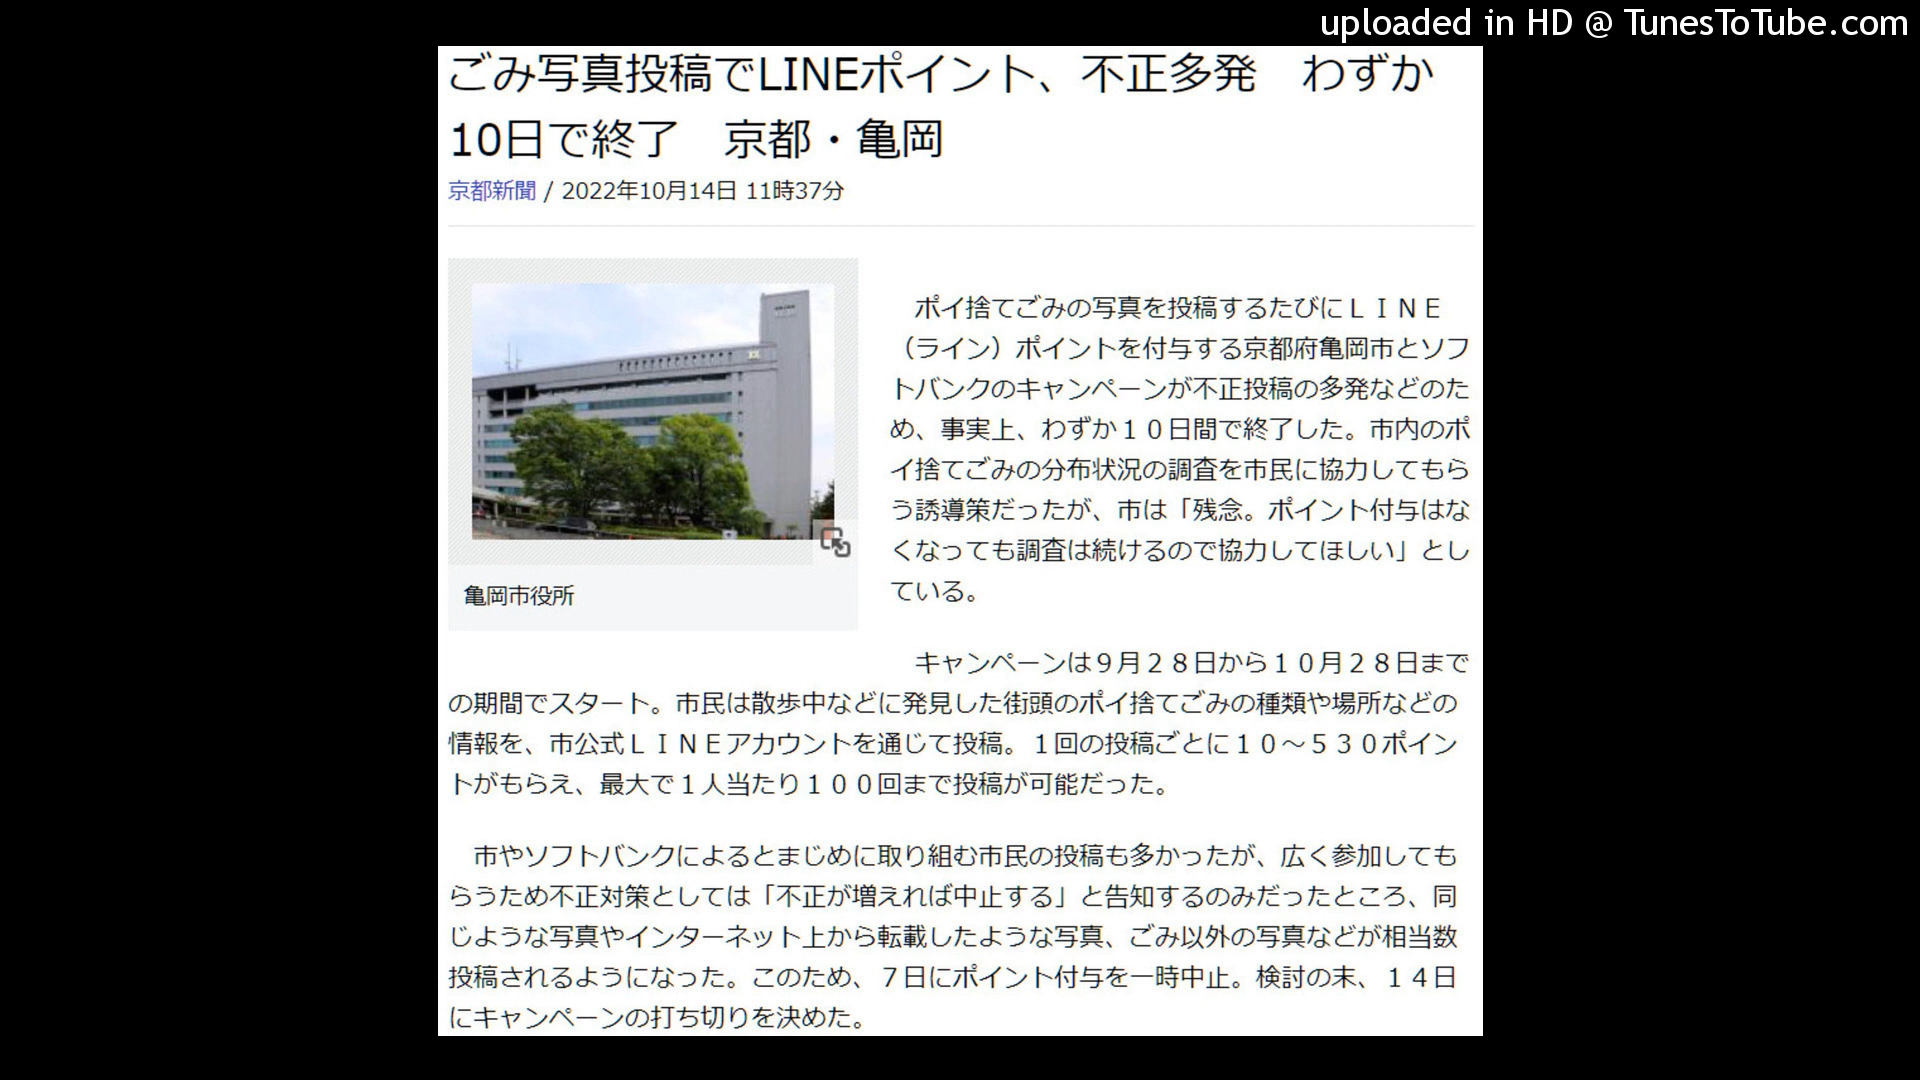 uploaded in HD @ TunesToTube.com
ごみ写真投稿でLINEポイント、不正多発　わずか
10日で終了　京都・亀岡
京都新聞 / 2022年10月14日 11時37分
　ポイ捨てごみの写真を投稿するたびにＬＩＮＥ
（ライン）ポイントを付与する京都府亀岡市とソフ
トバンクのキャンペーンが不正投稿の多発などのた
め、事実上、わずか１０日間で終了した。市内のポ
イ捨てごみの分布状況の調査を市民に協力してもら
う誘導策だったが、市は「残念。ポイント付与はな
くなっても調査は続けるので協力してほしい」とし
ている。
亀岡市役所
　キャンペーンは９月２８日から１０月２８日まで
の期間でスタート。市民は散歩中などに発見した街頭のポイ捨てごみの種類や場所などの
情報を、市公式ＬＩＮＥアカウントを通じて投稿。１回の投稿ごとに１０～５３０ポイン
トがもらえ、最大で１人当たり１００回まで投稿が可能だった。
　市やソフトバンクによるとまじめに取り組む市民の投稿も多かったが、広く参加しても
らうため不正対策としては「不正が増えれば中止する」と告知するのみだったところ、同
じような写真やインターネット上から転載したような写真、ごみ以外の写真などが相当数
投稿されるようになった。このため、７日にポイント付与を一時中止。検討の末、１４日
にキャンペーンの打ち切りを決めた。